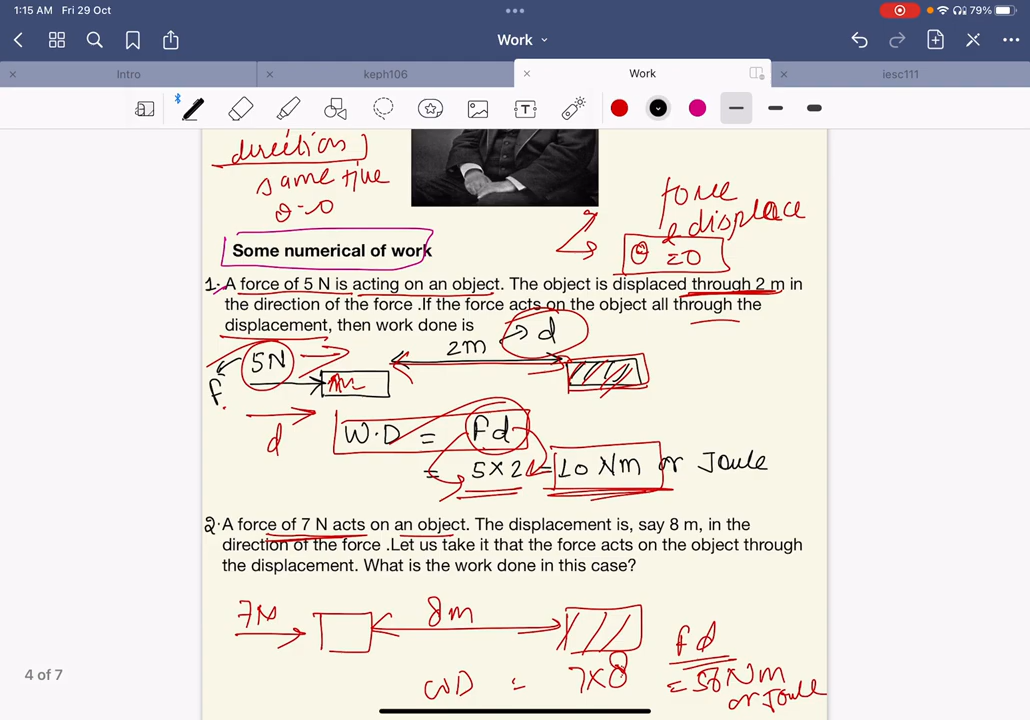 1:15 AM Fri 29 Oct
79%
Work
Intro
keph106
Work
iesc111
direction
same
θ=0
force
& displace
θ =0
Some numerical of work
1. A force of 5 N is acting on an object. The object is displaced through 2 m in
the direction of the force .If the force acts on the object all through the
displacement, then work done is
d
2m
5N
F
m
d
W.D = Fd
= 5×2 = 10 Nm or Joule
2. A force of 7 N acts on an object. The displacement is, say 8 m, in the
direction of the force .Let us take it that the force acts on the object through
the displacement. What is the work done in this case?
7N
8m
Fd
WD = 7×8
= 56 Nm
or Joule
4 of 7